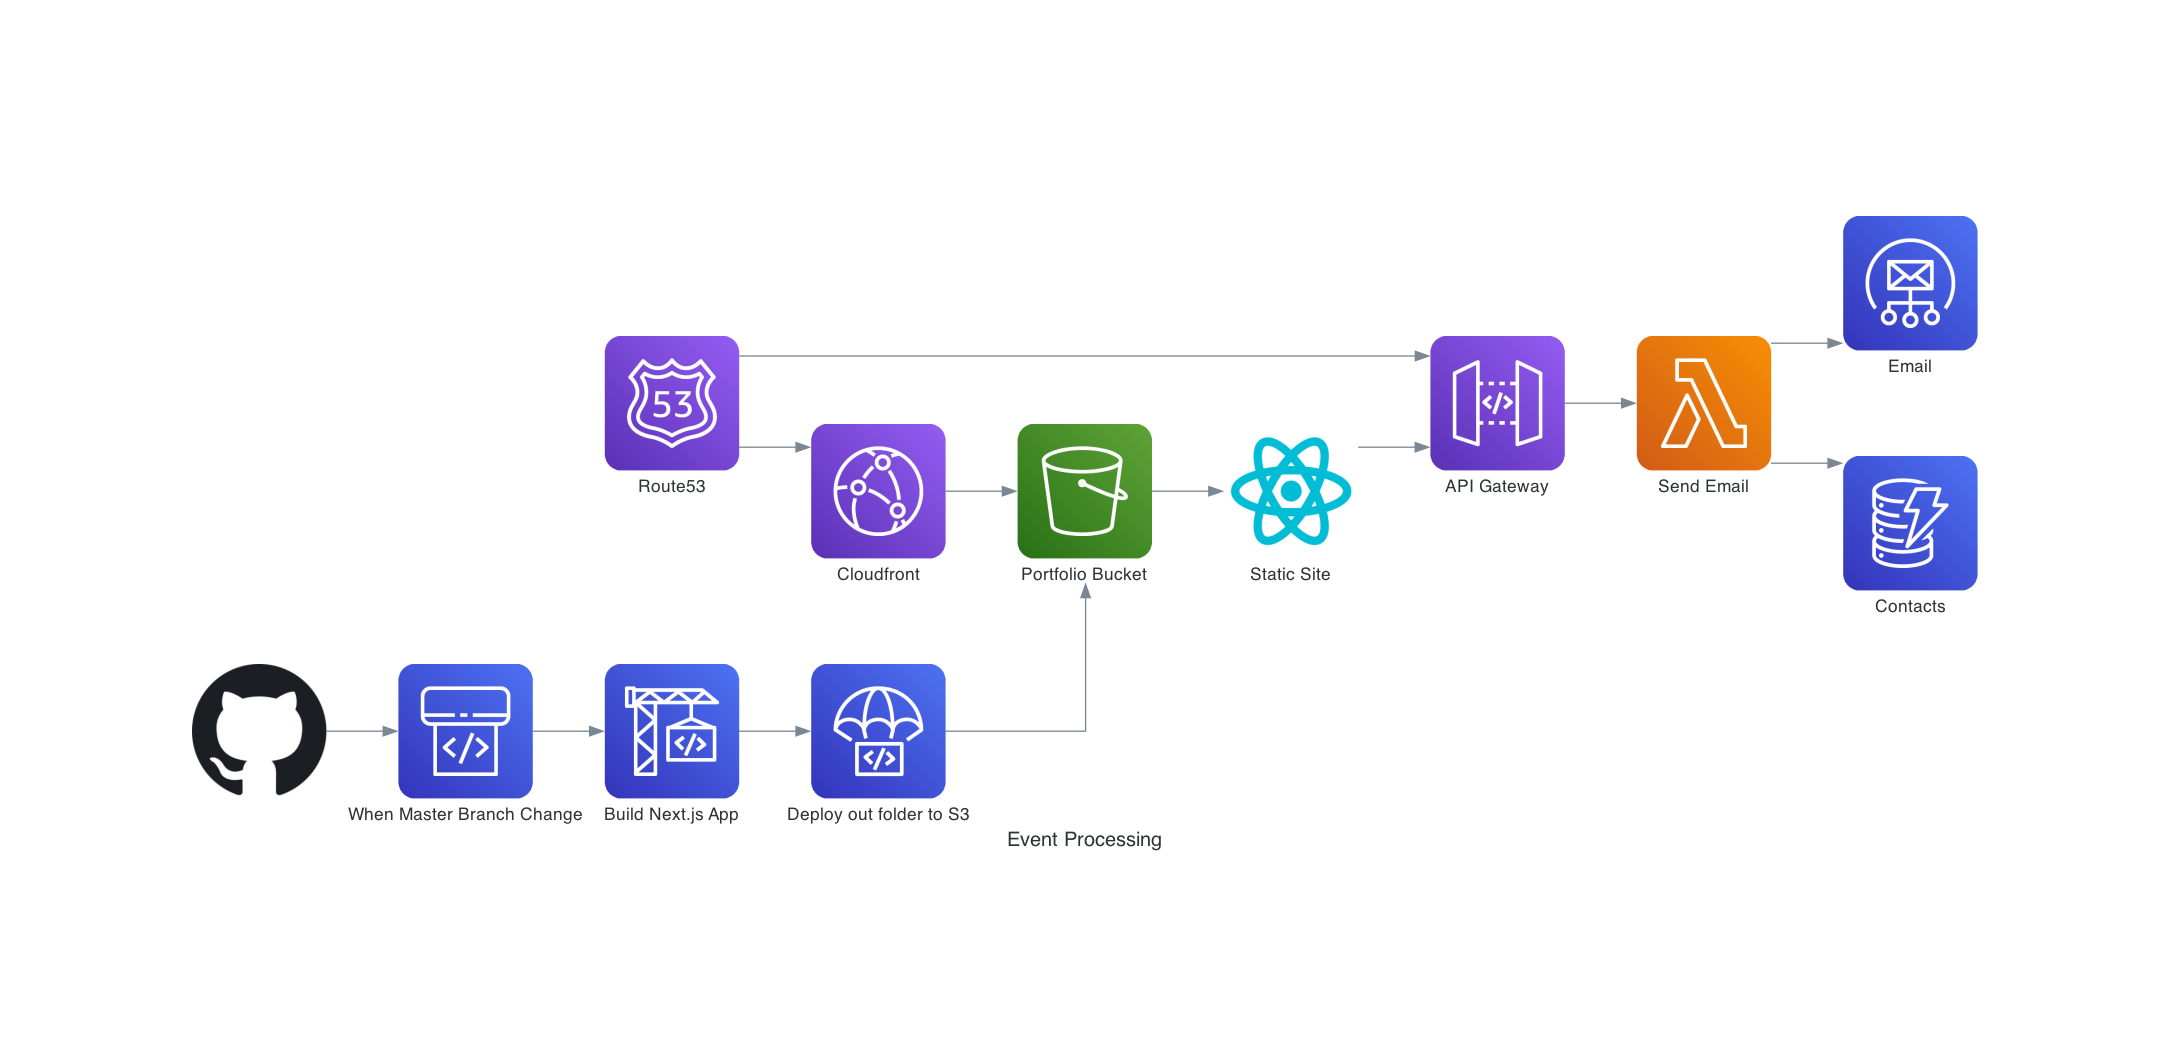 53
Route53
Cloudfront
Portfolio Bucket
Static Site
</>
API Gateway
Send Email
Email
Contacts
</>
When Master Branch Change
</>
Build Next.js App
</>
Deploy out folder to S3
Event Processing